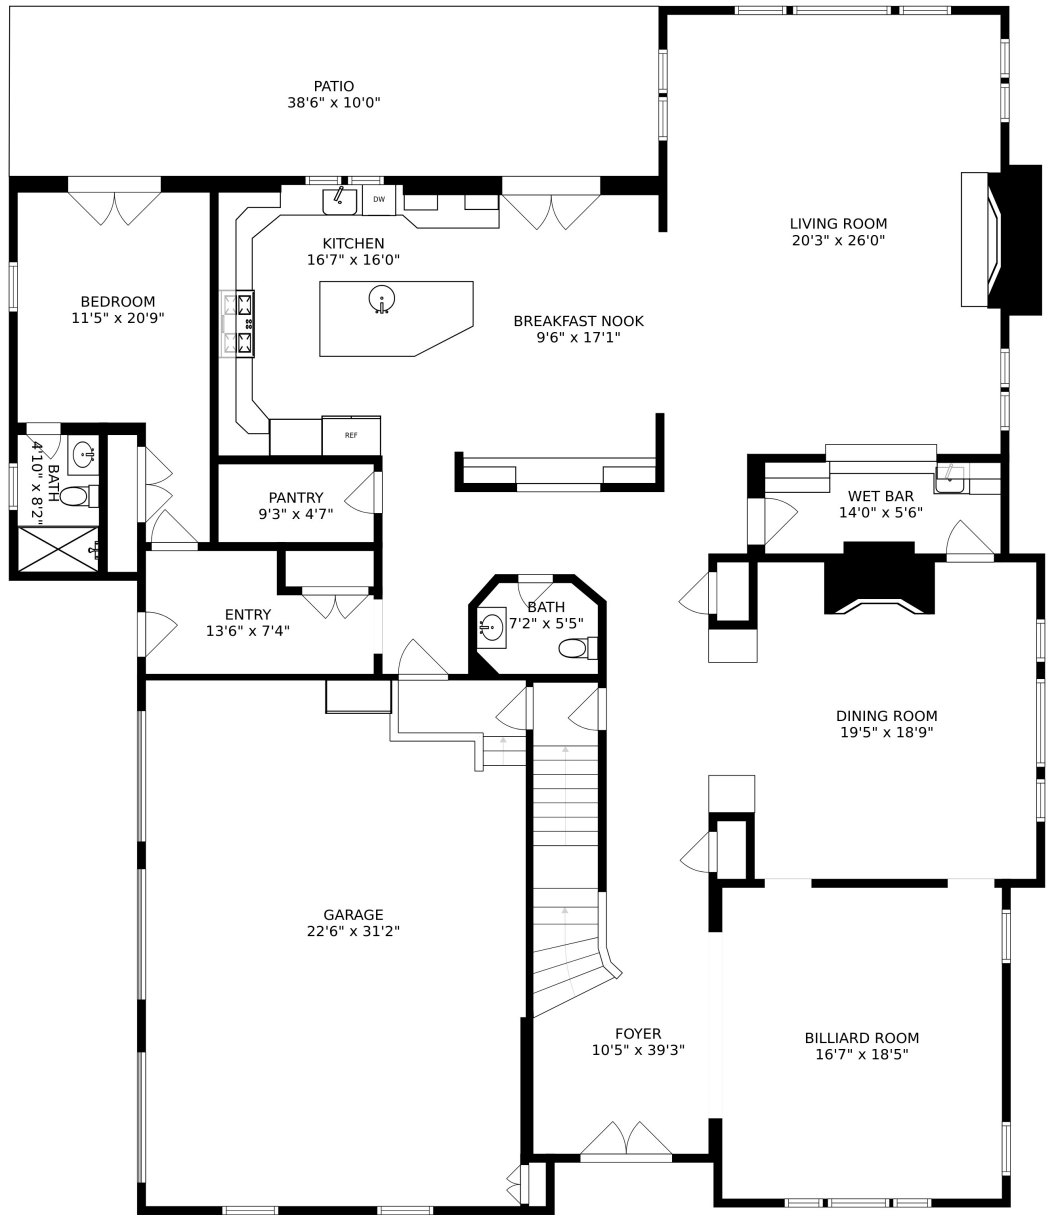 PATIO
38'6" x 10'0"
DW
KITCHEN
16'7" x 16'0"
LIVING ROOM
20'3" x 26'0"
BEDROOM
11'5" x 20'9"
BREAKFAST NOOK
9'6" x 17'1"
REF
BATH
4'10" x 8'2"
PANTRY
9'3" x 4'7"
WET BAR
14'0" x 5'6"
ENTRY
13'6" x 7'4"
BATH
7'2" x 5'5"
DINING ROOM
19'5" x 18'9"
GARAGE
22'6" x 31'2"
FOYER
10'5" x 39'3"
BILLIARD ROOM
16'7" x 18'5"